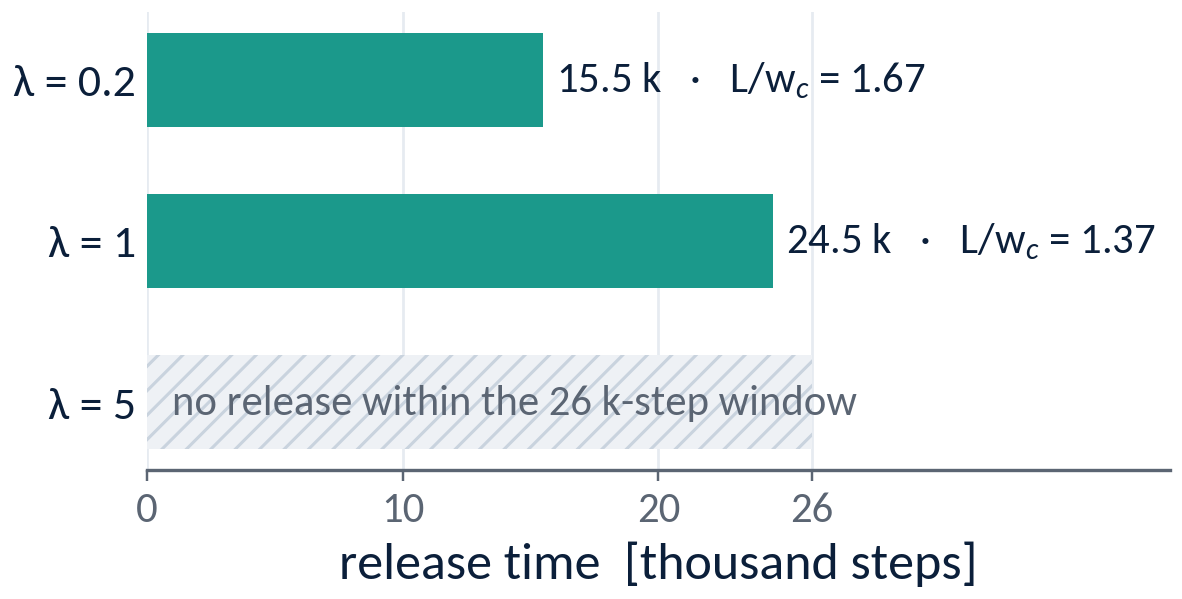 λ = 0.2 15.5 k · L/w_c = 1.67
λ = 1 24.5 k · L/w_c = 1.37
λ = 5 no release within the 26 k-step window
0 10 20 26
release time [thousand steps]